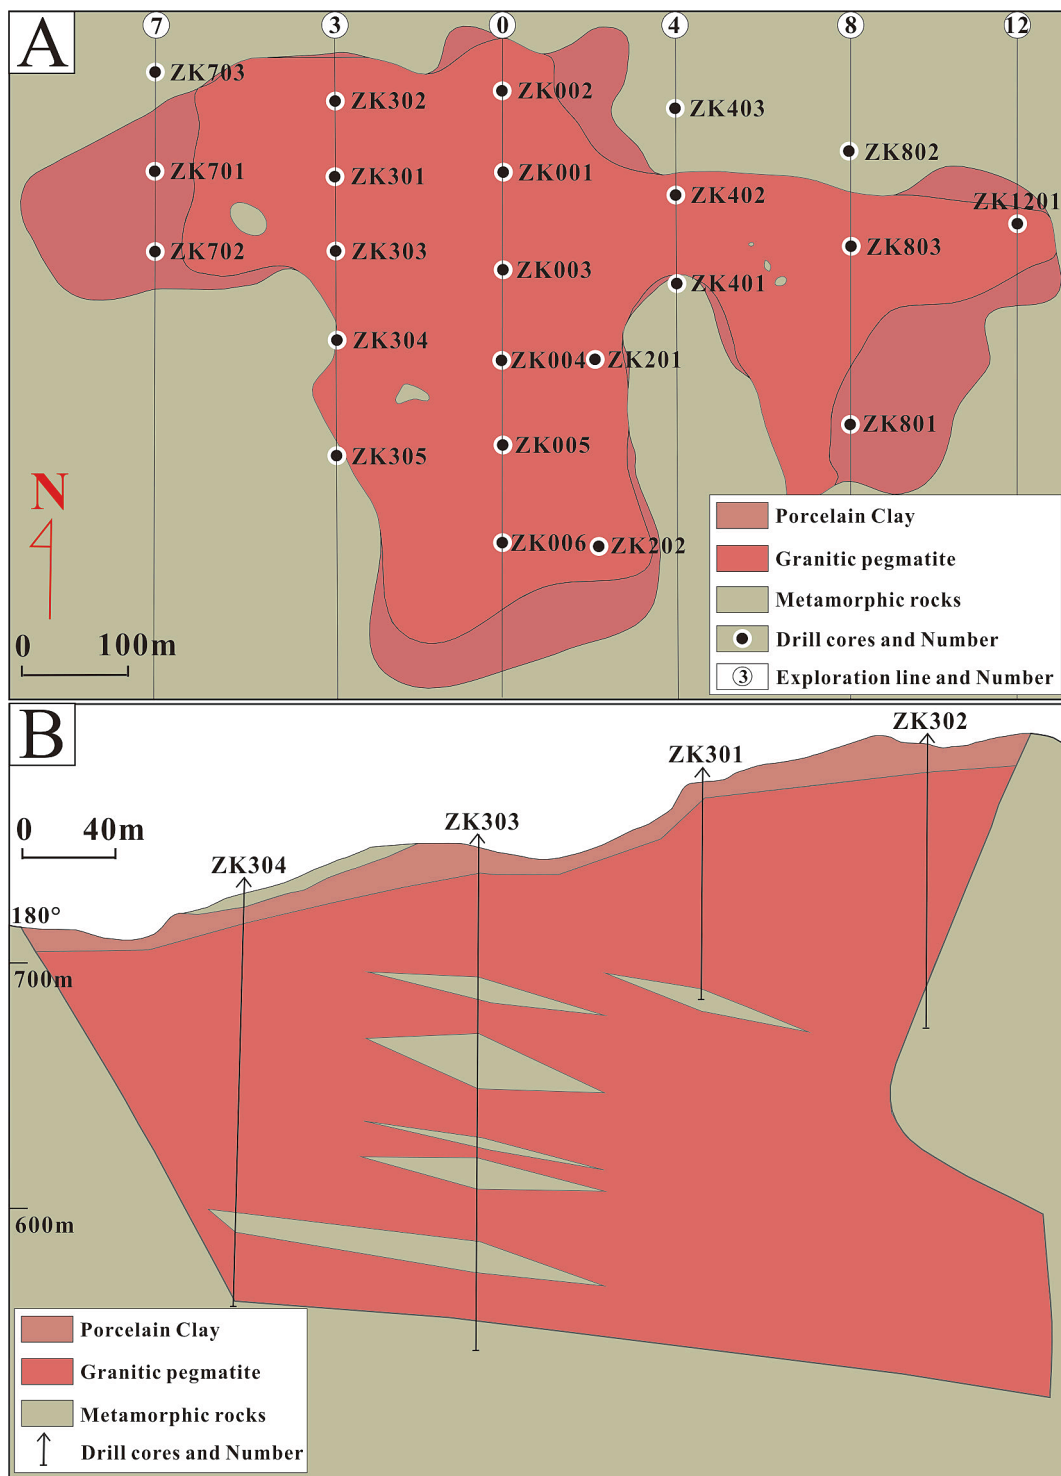 A
7 3 0 4 8 12
ZK703
ZK302
ZK002
ZK403
ZK802
ZK701
ZK301
ZK001
ZK402
ZK1201
ZK702
ZK303
ZK003
ZK401
ZK803
ZK304
ZK004
ZK201
ZK305
ZK005
ZK801
ZK006
ZK202
N
0 100m
Porcelain Clay
Granitic pegmatite
Metamorphic rocks
Drill cores and Number
3 Exploration line and Number
B
ZK302
ZK301
ZK303
ZK304
0 40m
180°
700m
600m
Porcelain Clay
Granitic pegmatite
Metamorphic rocks
Drill cores and Number